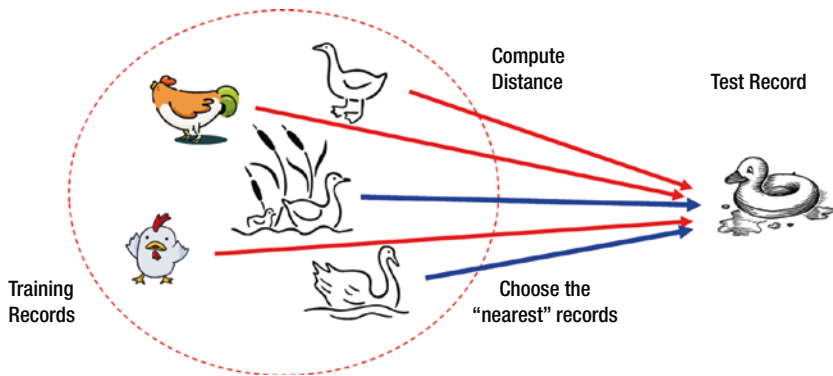 Compute
Distance
Test Record
Training
Records
Choose the
“nearest” records